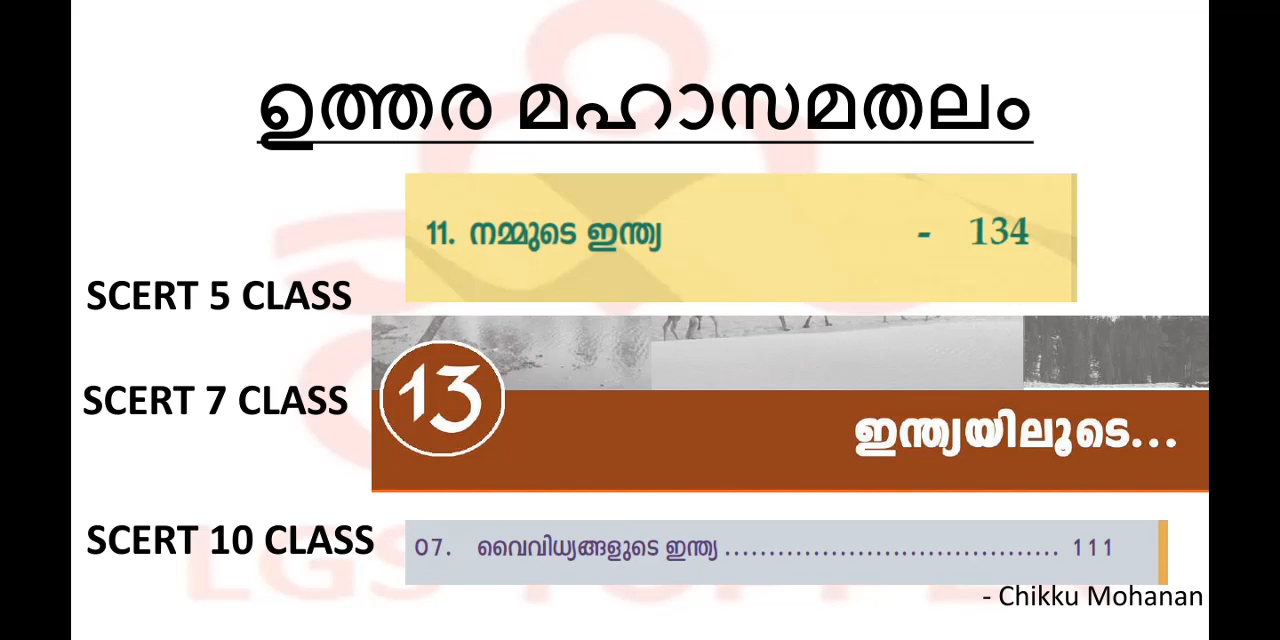 ഉത്തര മഹാസമതലം
11. നമ്മുടെ ഇന്ത്യ - 134
SCERT 5 CLASS
13
SCERT 7 CLASS
ഇന്ത്യയിലൂടെ...
SCERT 10 CLASS
07. വൈവിധ്യങ്ങളുടെ ഇന്ത്യ ..................................... 111
- Chikku Mohanan